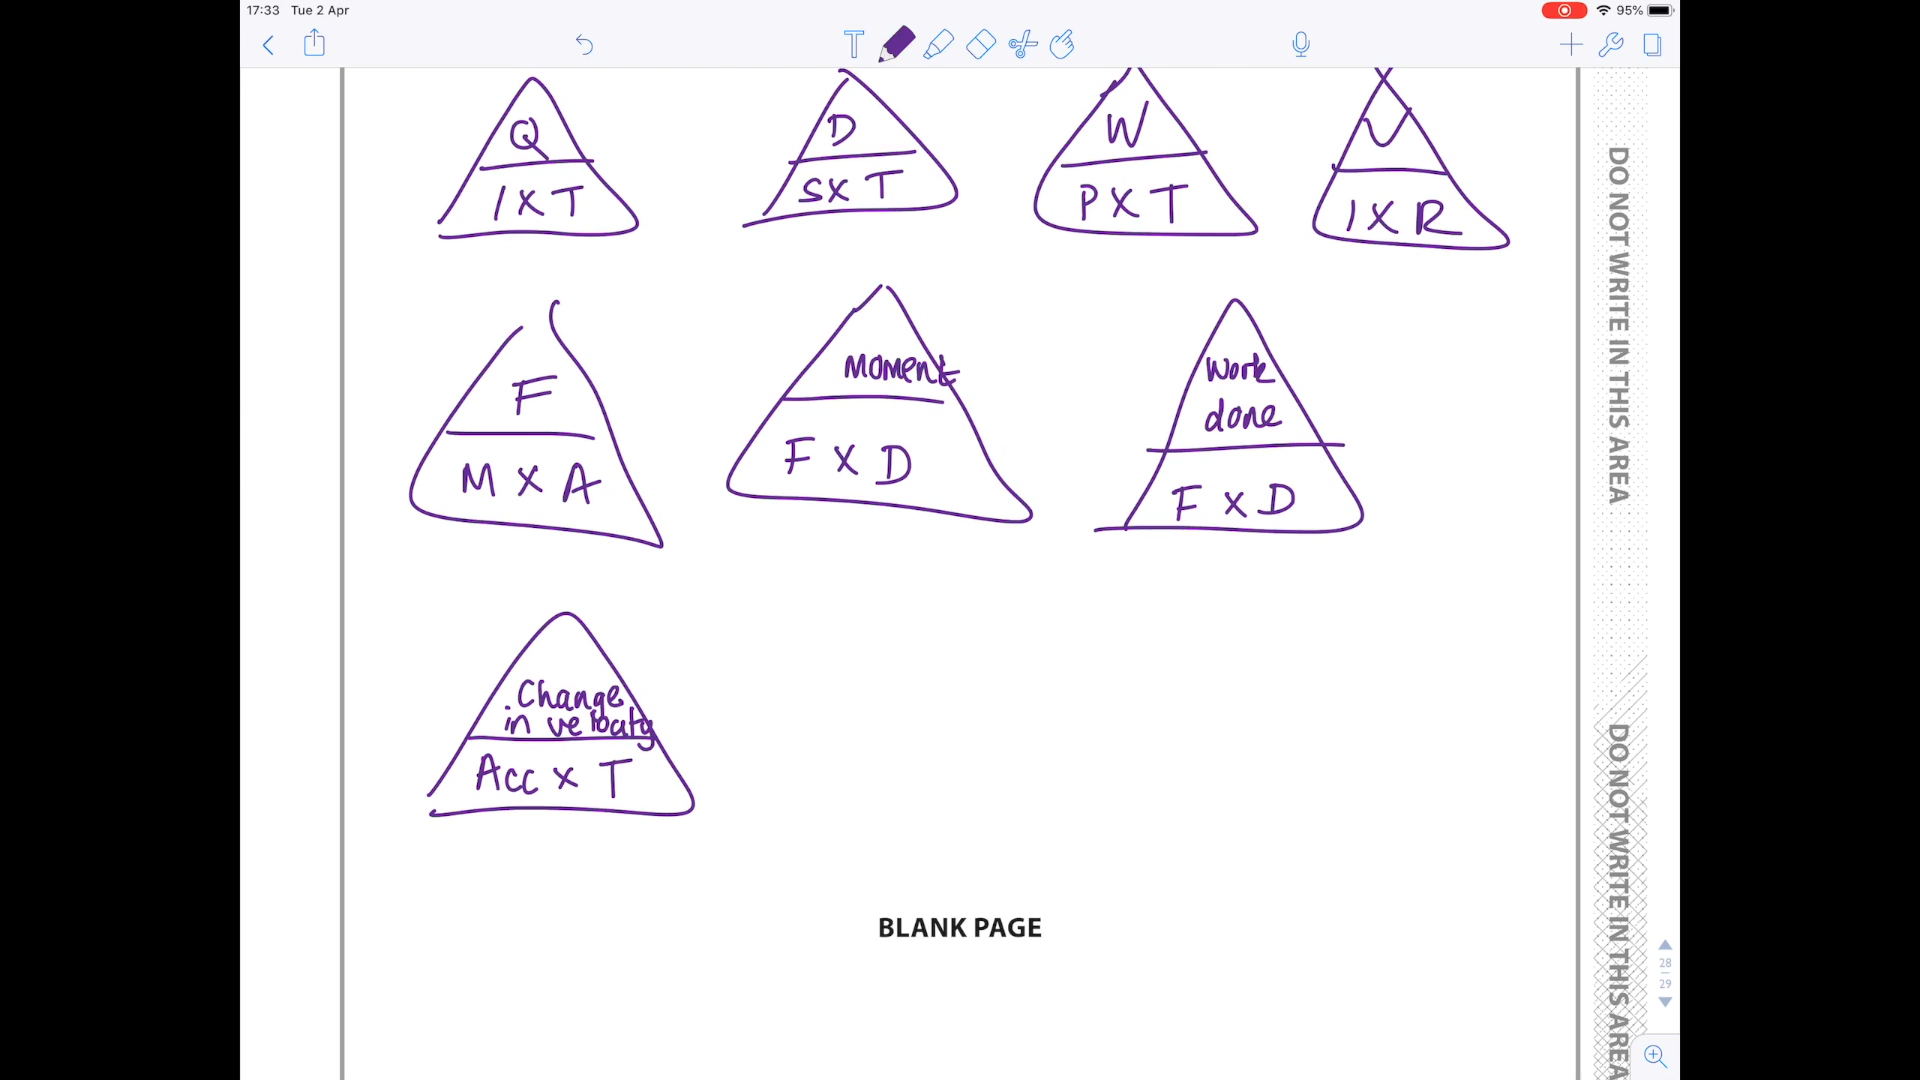 17:33 Tue 2 Apr
95%
T
Q
I X T
D
S X T
W
P X T
V
I X R
F
M X A
Moment
F X D
Work
done
F X D
Change
in velocity
Acc x T
BLANK PAGE
DO NOT WRITE IN THIS AREA
DO NOT WRITE IN THIS AREA
28
29